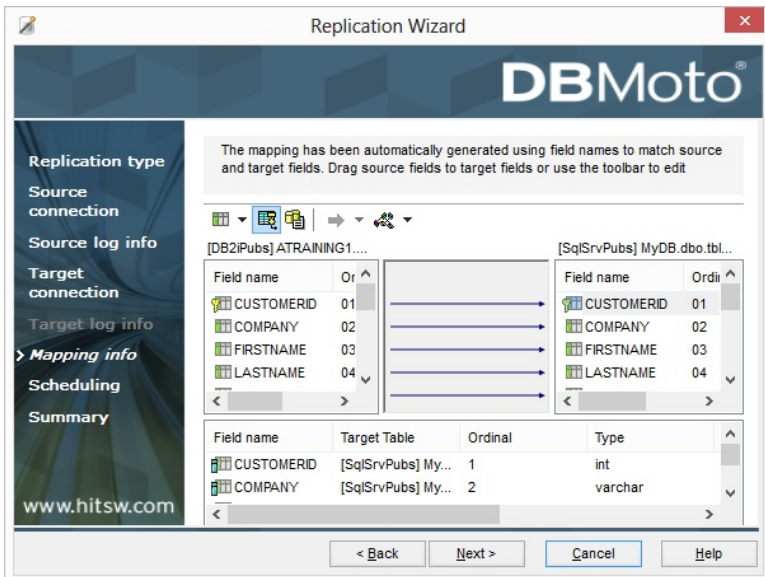 Replication Wizard
DBMoto®
Replication type
Source
connection
Source log info
Target
connection
Target log info
Mapping info
Scheduling
Summary
www.hitsw.com
The mapping has been automatically generated using field names to match source
and target fields. Drag source fields to target fields or use the toolbar to edit
[DB2iPubs] ATRAINING1....
Field name Or
CUSTOMERID 01
COMPANY 02
FIRSTNAME 03
LASTNAME 04
[SqlSrvPubs] MyDB.dbo.tbl...
Field name Ordin
CUSTOMERID 01
COMPANY 02
FIRSTNAME 03
LASTNAME 04
Field name Target Table Ordinal Type
CUSTOMERID [SqlSrvPubs] My... 1 int
COMPANY [SqlSrvPubs] My... 2 varchar
< Back Next > Cancel Help